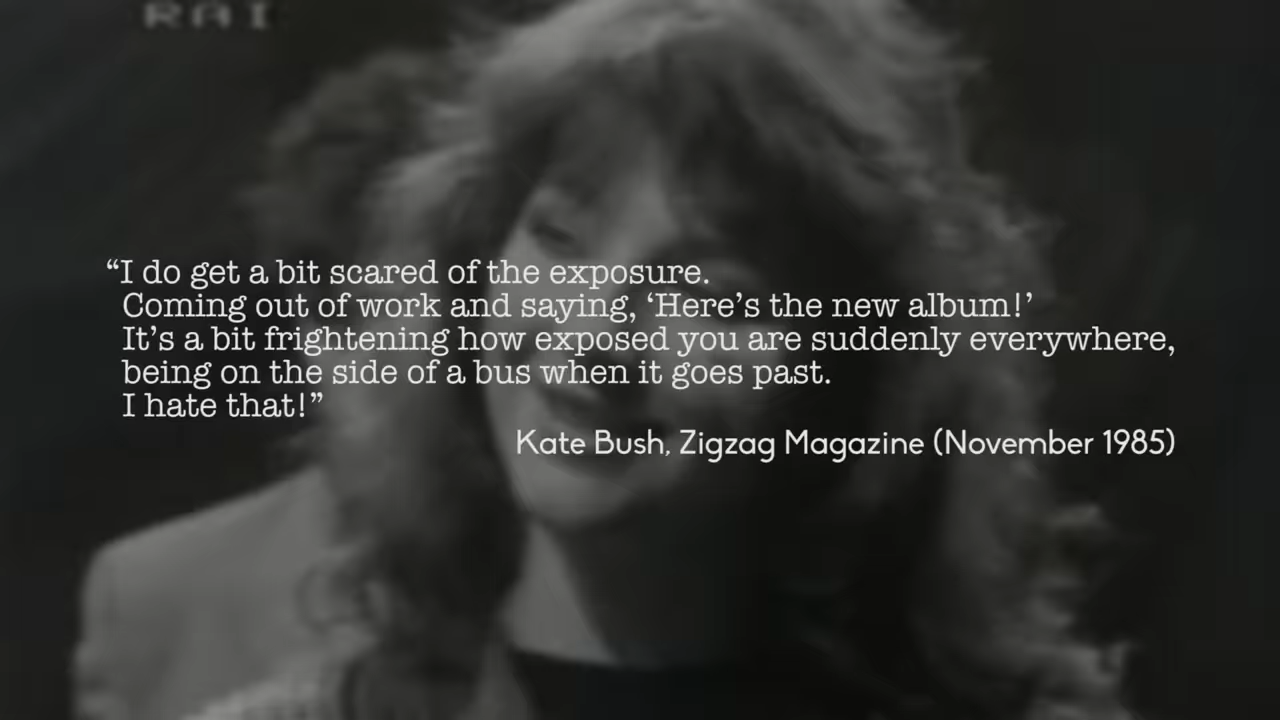 RAI
“I do get a bit scared of the exposure.
Coming out of work and saying, ‘Here’s the new album!’
It’s a bit frightening how exposed you are suddenly everywhere,
being on the side of a bus when it goes past.
I hate that!”
Kate Bush, Zigzag Magazine (November 1985)